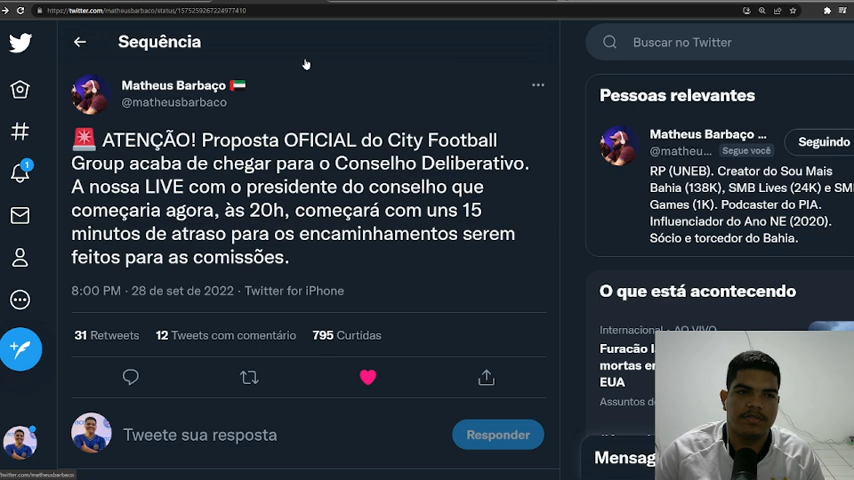 https://twitter.com/matheusbarbaco/status/1575259267224977410
Sequência
Buscar no Twitter
Matheus Barbaço
@matheusbarbaco
ATENÇÃO! Proposta OFICIAL do City Football
Group acaba de chegar para o Conselho Deliberativo.
A nossa LIVE com o presidente do conselho que
começaria agora, às 20h, começará com uns 15
minutos de atraso para os encaminhamentos serem
feitos para as comissões.
8:00 PM · 28 de set de 2022 · Twitter for iPhone
31 Retweets 12 Tweets com comentário 795 Curtidas
Tweete sua resposta
Responder
1
Pessoas relevantes
Matheus Barbaço ...
@matheu... Segue você
Seguindo
RP (UNEB). Creator do Sou Mais
Bahia (138K), SMB Lives (24K) e SM
Games (1K). Podcaster do PIA.
Influenciador do Ano NE (2020).
Sócio e torcedor do Bahia.
O que está acontecendo
Internacional · AO VIVO
Furacão
mortas
EUA
Assuntos
Mensag
https://twitter.com/matheusbarbaco